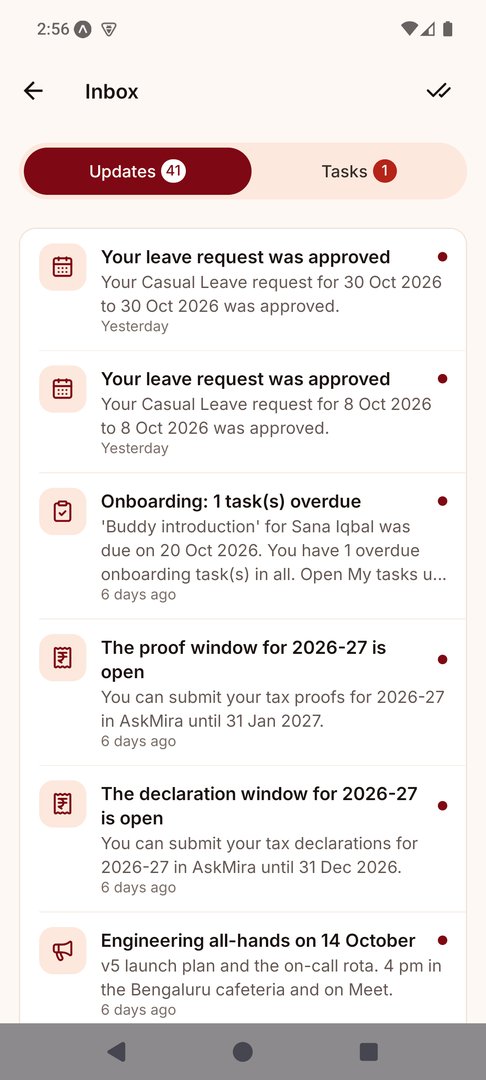 2:56
Inbox
Updates 41
Tasks 1
Your leave request was approved
Your Casual Leave request for 30 Oct 2026
to 30 Oct 2026 was approved.
Yesterday
Your leave request was approved
Your Casual Leave request for 8 Oct 2026
to 8 Oct 2026 was approved.
Yesterday
Onboarding: 1 task(s) overdue
'Buddy introduction' for Sana Iqbal was
due on 20 Oct 2026. You have 1 overdue
onboarding task(s) in all. Open My tasks u...
6 days ago
The proof window for 2026-27 is
open
You can submit your tax proofs for 2026-27
in AskMira until 31 Jan 2027.
6 days ago
The declaration window for 2026-27
is open
You can submit your tax declarations for
2026-27 in AskMira until 31 Dec 2026.
6 days ago
Engineering all-hands on 14 October
v5 launch plan and the on-call rota. 4 pm in
the Bengaluru cafeteria and on Meet.
6 days ago